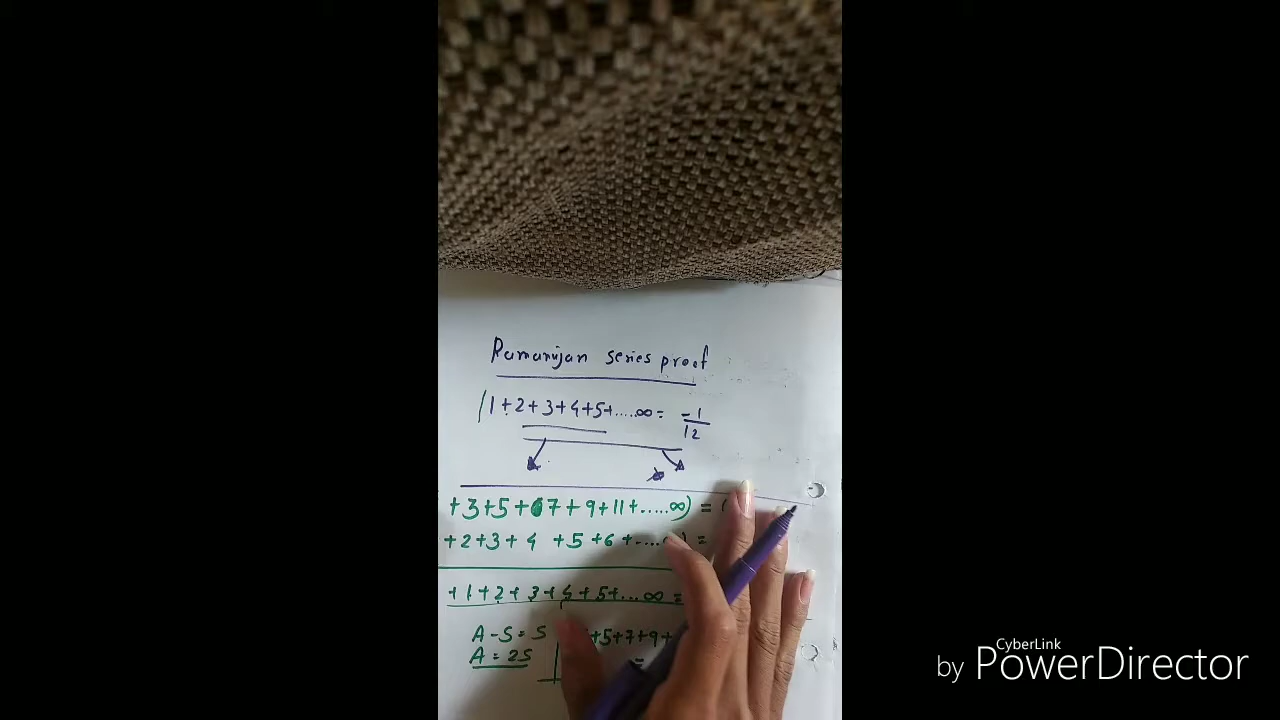 Ramanujan series proof
1+2+3+4+5+.....∞ = -1/12
+3+5+7+9+11+.....∞) = (
+2+3+4 +5+6+....∞) =
+1+2+3+4+5+...∞ =
A-S=S
+5+7+9+
A=2S
=
CyberLink
by PowerDirector